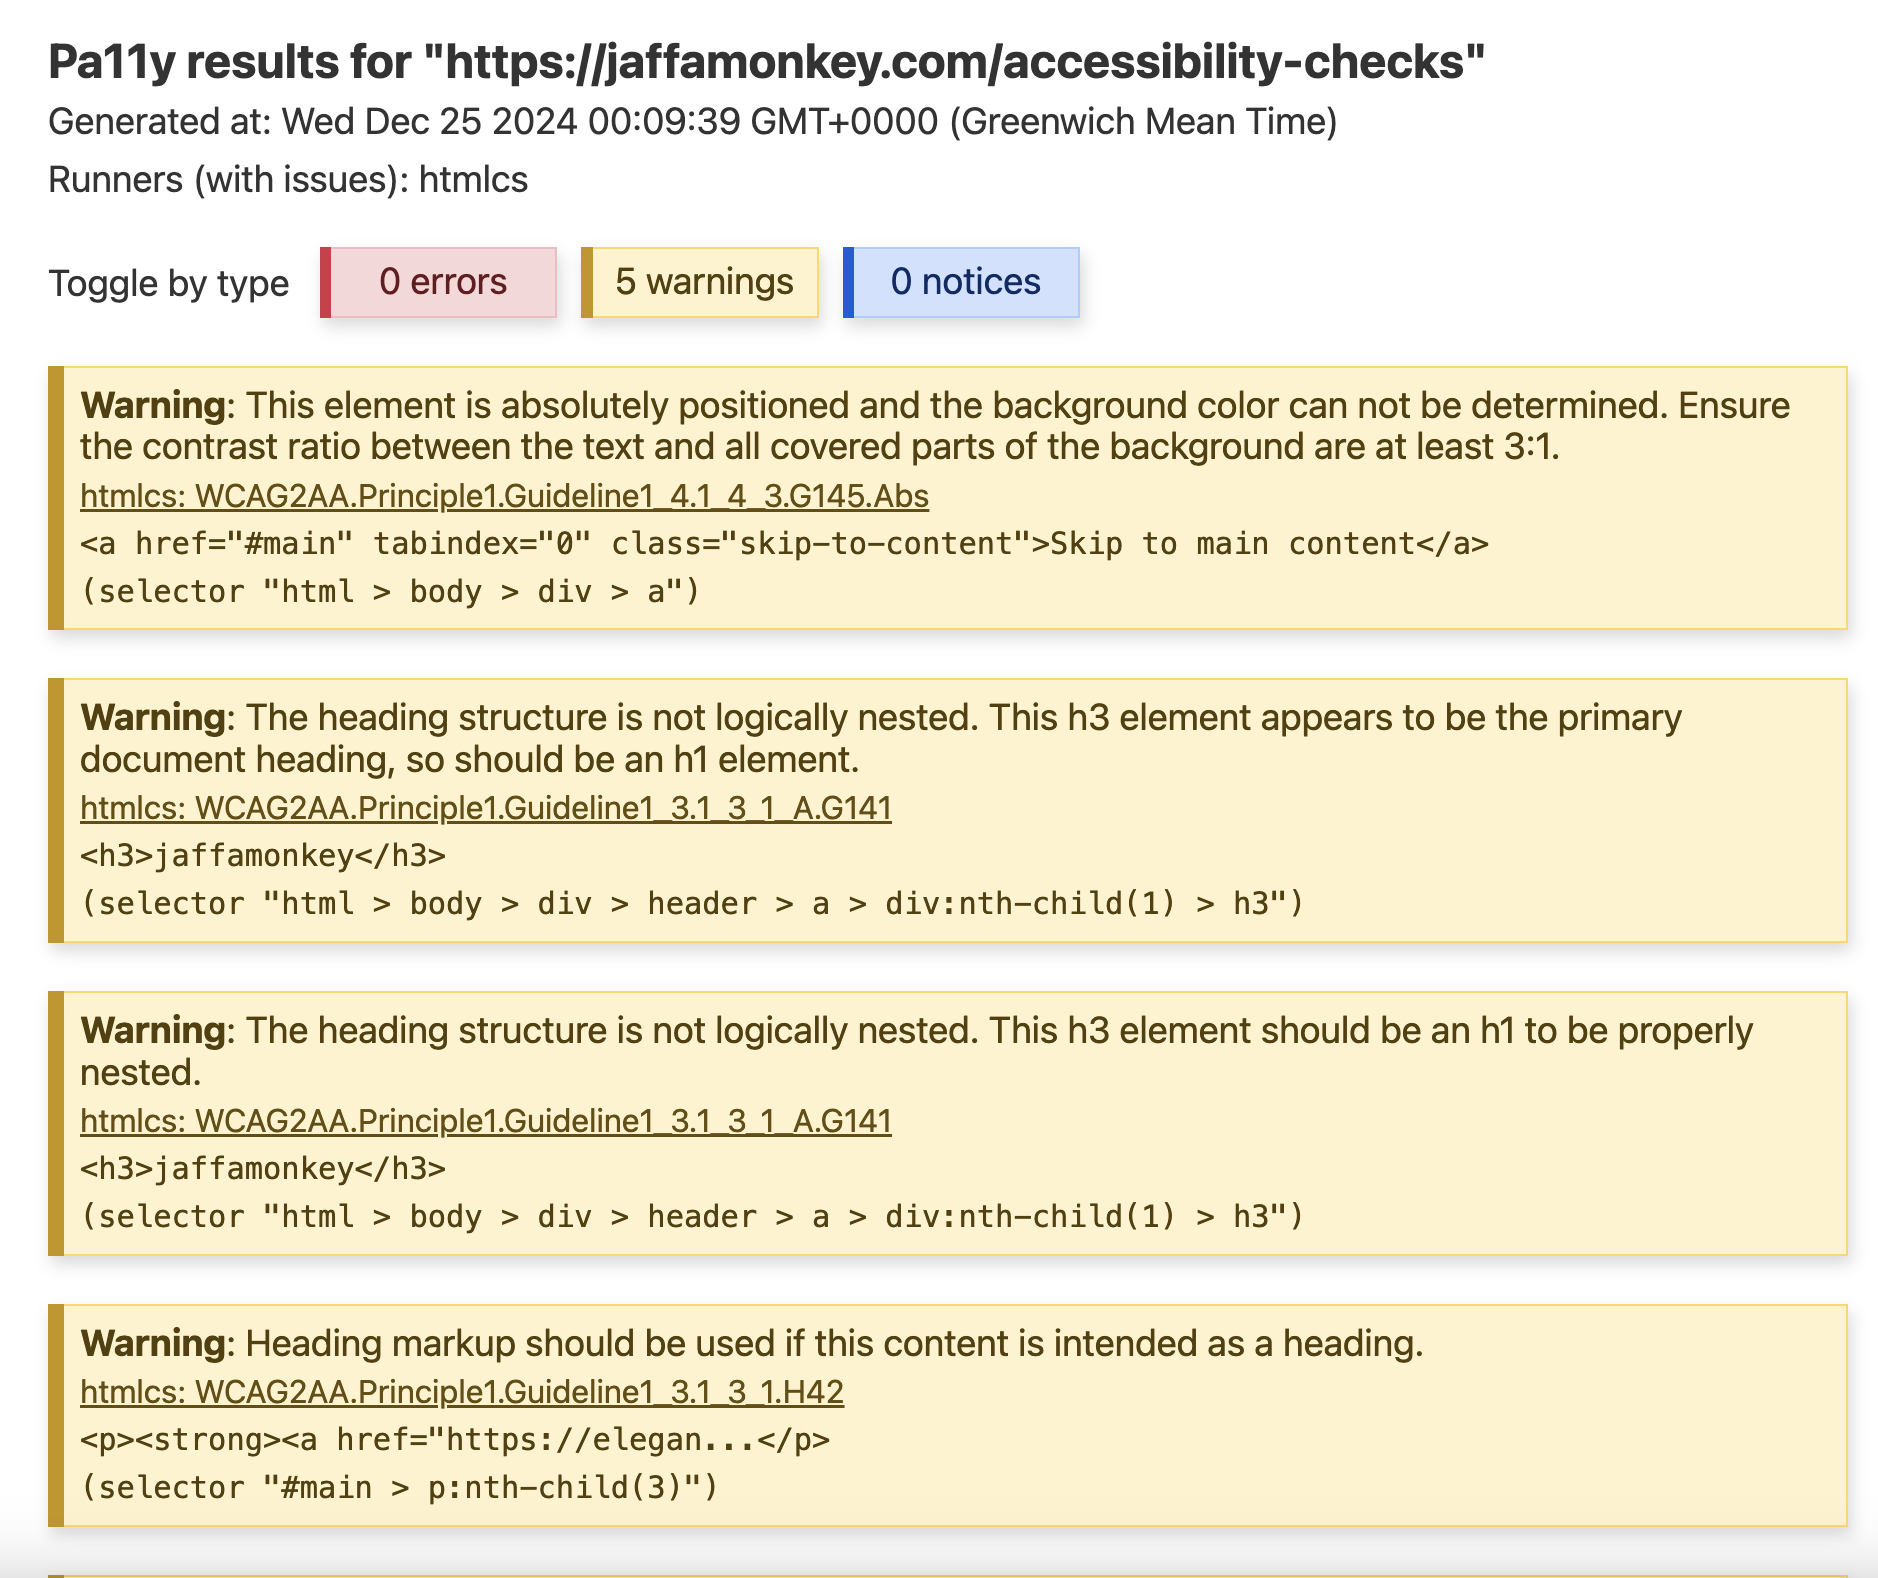 Pa11y results for "https://jaffamonkey.com/accessibility-checks"
Generated at: Wed Dec 25 2024 00:09:39 GMT+0000 (Greenwich Mean Time)
Runners (with issues): htmlcs
Toggle by type 0 errors 5 warnings 0 notices
Warning: This element is absolutely positioned and the background color can not be determined. Ensure
the contrast ratio between the text and all covered parts of the background are at least 3:1.
htmlcs: WCAG2AA.Principle1.Guideline1_4.1_4_3.G145.Abs
<a href="#main" tabindex="0" class="skip-to-content">Skip to main content</a>
(selector "html > body > div > a")
Warning: The heading structure is not logically nested. This h3 element appears to be the primary
document heading, so should be an h1 element.
htmlcs: WCAG2AA.Principle1.Guideline1_3.1_3_1_A.G141
<h3>jaffamonkey</h3>
(selector "html > body > div > header > a > div:nth-child(1) > h3")
Warning: The heading structure is not logically nested. This h3 element should be an h1 to be properly
nested.
htmlcs: WCAG2AA.Principle1.Guideline1_3.1_3_1_A.G141
<h3>jaffamonkey</h3>
(selector "html > body > div > header > a > div:nth-child(1) > h3")
Warning: Heading markup should be used if this content is intended as a heading.
htmlcs: WCAG2AA.Principle1.Guideline1_3.1_3_1.H42
<p><strong><a href="https://elegan...</p>
(selector "#main > p:nth-child(3)")